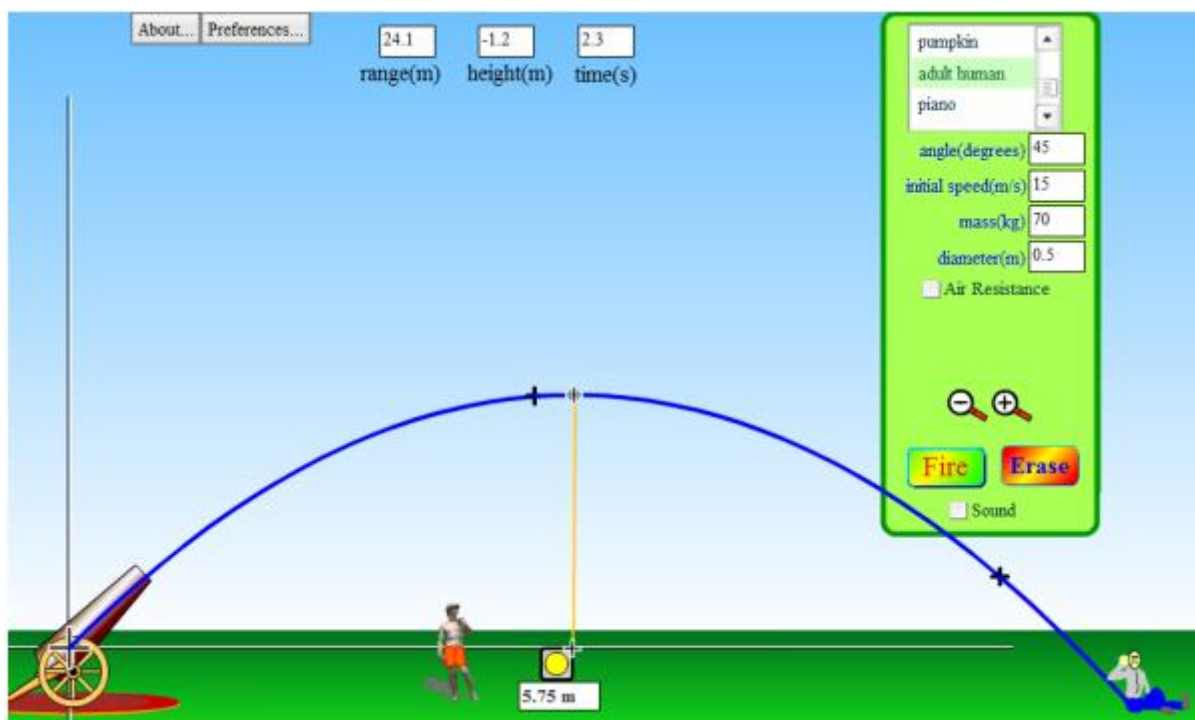 About...
Preferences...
24.1
-1.2
2.3
range(m)
height(m)
time(s)
pumpkin
adult human
piano
angle(degrees) 45
initial speed(m/s) 15
mass(kg) 70
diameter(m) 0.5
Air Resistance
Fire
Erase
Sound
5.75 m